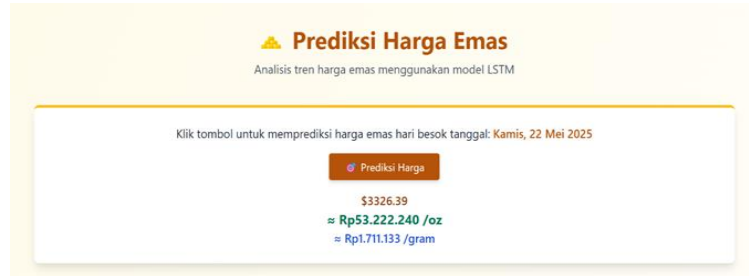 Prediksi Harga Emas
Analisis tren harga emas menggunakan model LSTM
Klik tombol untuk memprediksi harga emas hari besok tanggal: Kamis, 22 Mei 2025
Prediksi Harga
$3326.39
≈ Rp53.222.240 /oz
≈ Rp1.711.133 /gram